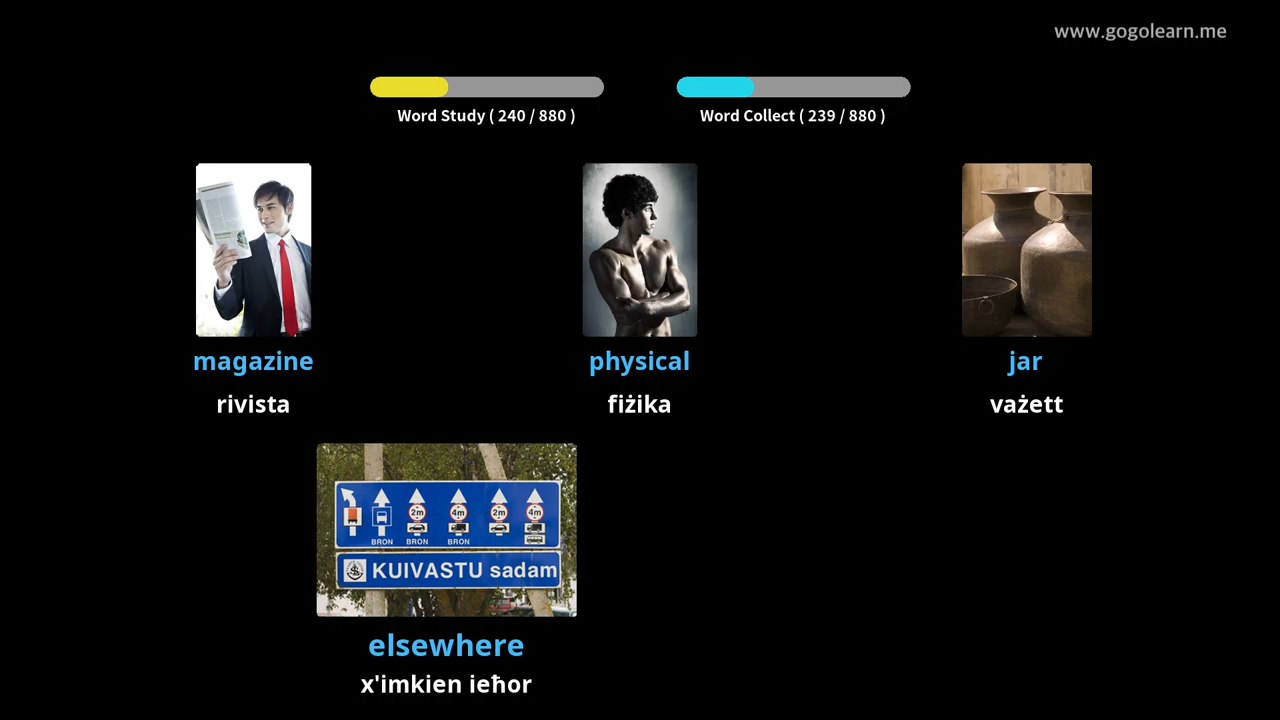 www.gogolearn.me
Word Study ( 240 / 880 )
Word Collect ( 239 / 880 )
magazine
physical
jar
rivista
fiżika
vażett
2m
4m
2m
4m
BRON
BRON
BRON
KUIVASTU sadam
elsewhere
x'imkien ieħor